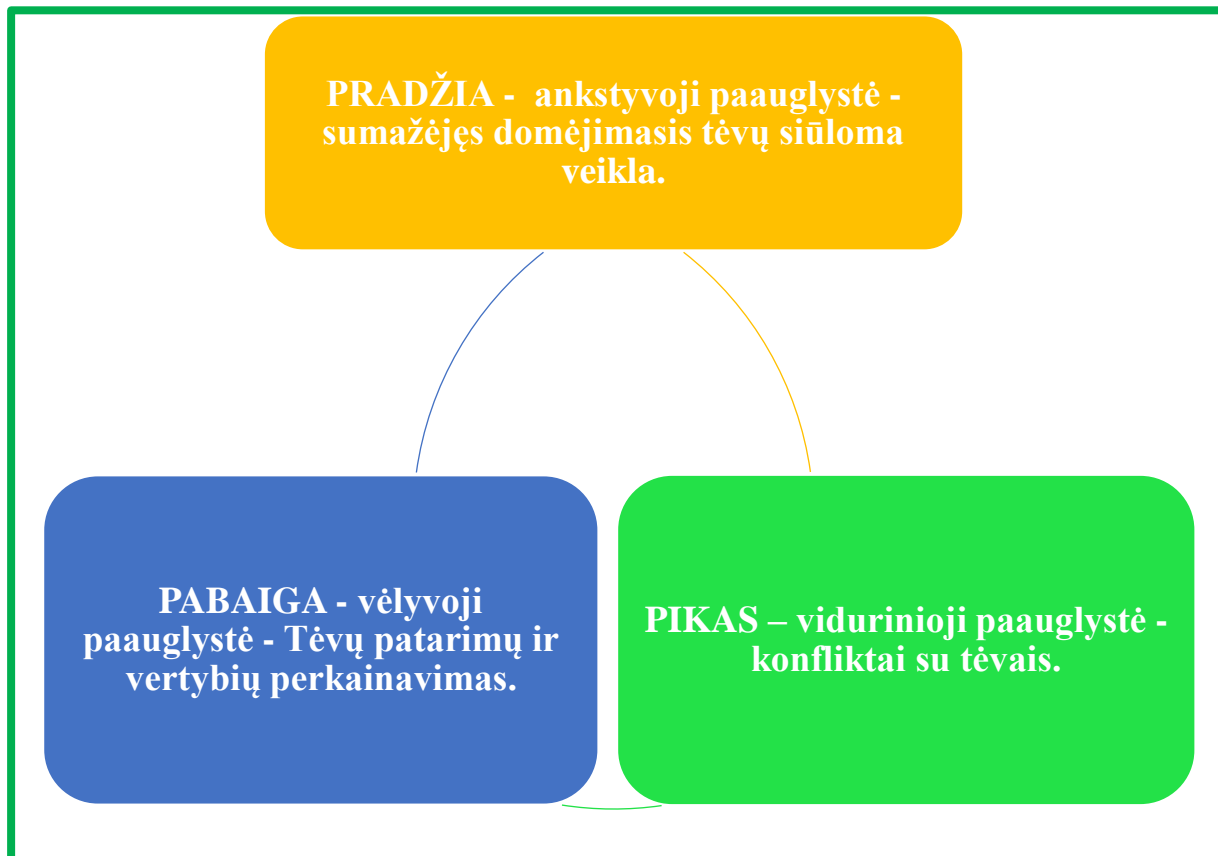 PRADŽIA - ankstyvoji paauglystė -
sumažėjęs domėjimasis tėvų siūloma
veikla.
PIKAS – vidurinioji paauglystė -
konfliktai su tėvais.
PABAIGA - vėlyvoji
paauglystė - Tėvų patarimų ir
vertybių perkainavimas.